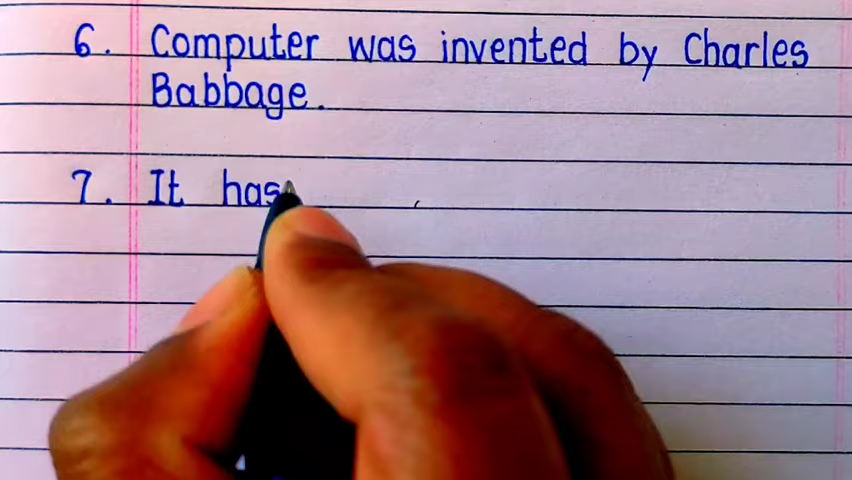 6. Computer was invented by Charles
Babbage.
7. It has